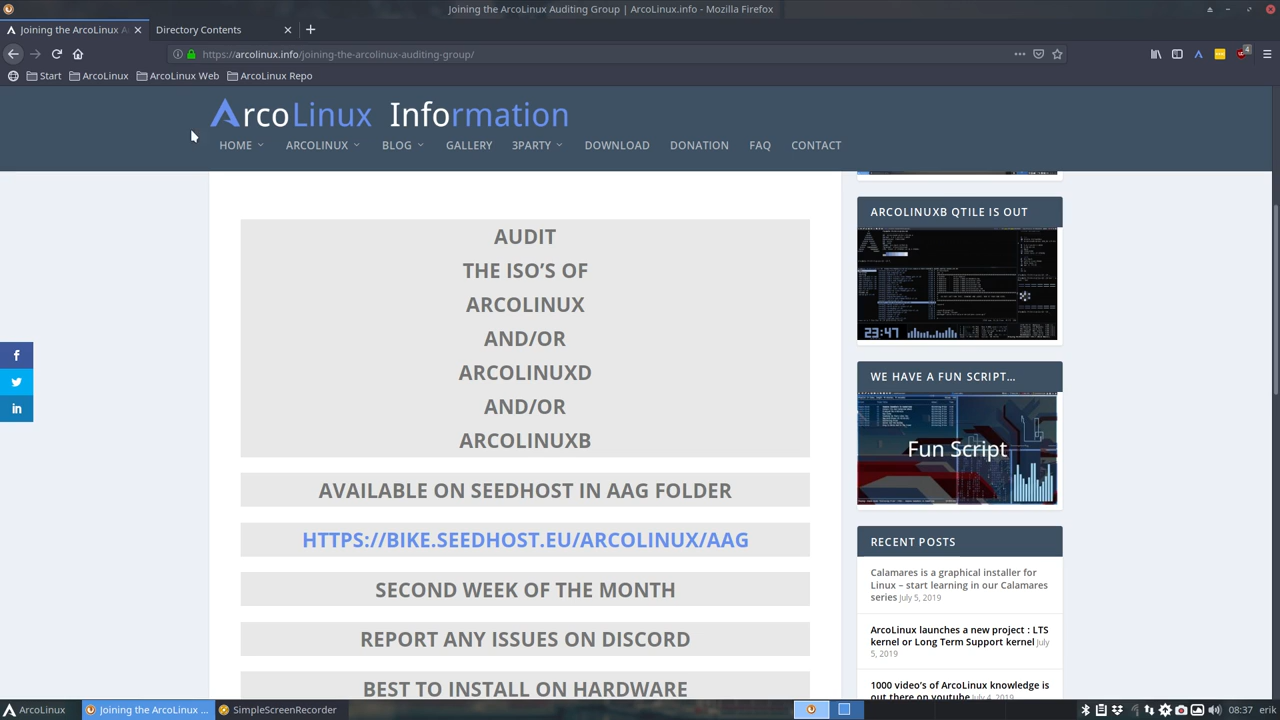 Joining the ArcoLinux Auditing Group | ArcoLinux.info - Mozilla Firefox
Joining the ArcoLinux A
Directory Contents
https://arcolinux.info/joining-the-arcolinux-auditing-group/
4
Start
ArcoLinux
ArcoLinux Web
ArcoLinux Repo
ArcoLinux Information
HOME
ARCOLINUX
BLOG
GALLERY
3PARTY
DOWNLOAD
DONATION
FAQ
CONTACT
AUDIT
THE ISO’S OF
ARCOLINUX
AND/OR
ARCOLINUXD
AND/OR
ARCOLINUXB
AVAILABLE ON SEEDHOST IN AAG FOLDER
HTTPS://BIKE.SEEDHOST.EU/ARCOLINUX/AAG
SECOND WEEK OF THE MONTH
REPORT ANY ISSUES ON DISCORD
BEST TO INSTALL ON HARDWARE
ARCOLINUXB QTILE IS OUT
23:47
WE HAVE A FUN SCRIPT…
Fun Script
RECENT POSTS
Calamares is a graphical installer for
Linux – start learning in our Calamares
series July 5, 2019
ArcoLinux launches a new project : LTS
kernel or Long Term Support kernel July
5, 2019
1000 video’s of ArcoLinux knowledge is
out there on youtube July 4, 2019
ArcoLinux
Joining the ArcoLinux ...
SimpleScreenRecorder
08:37
erik